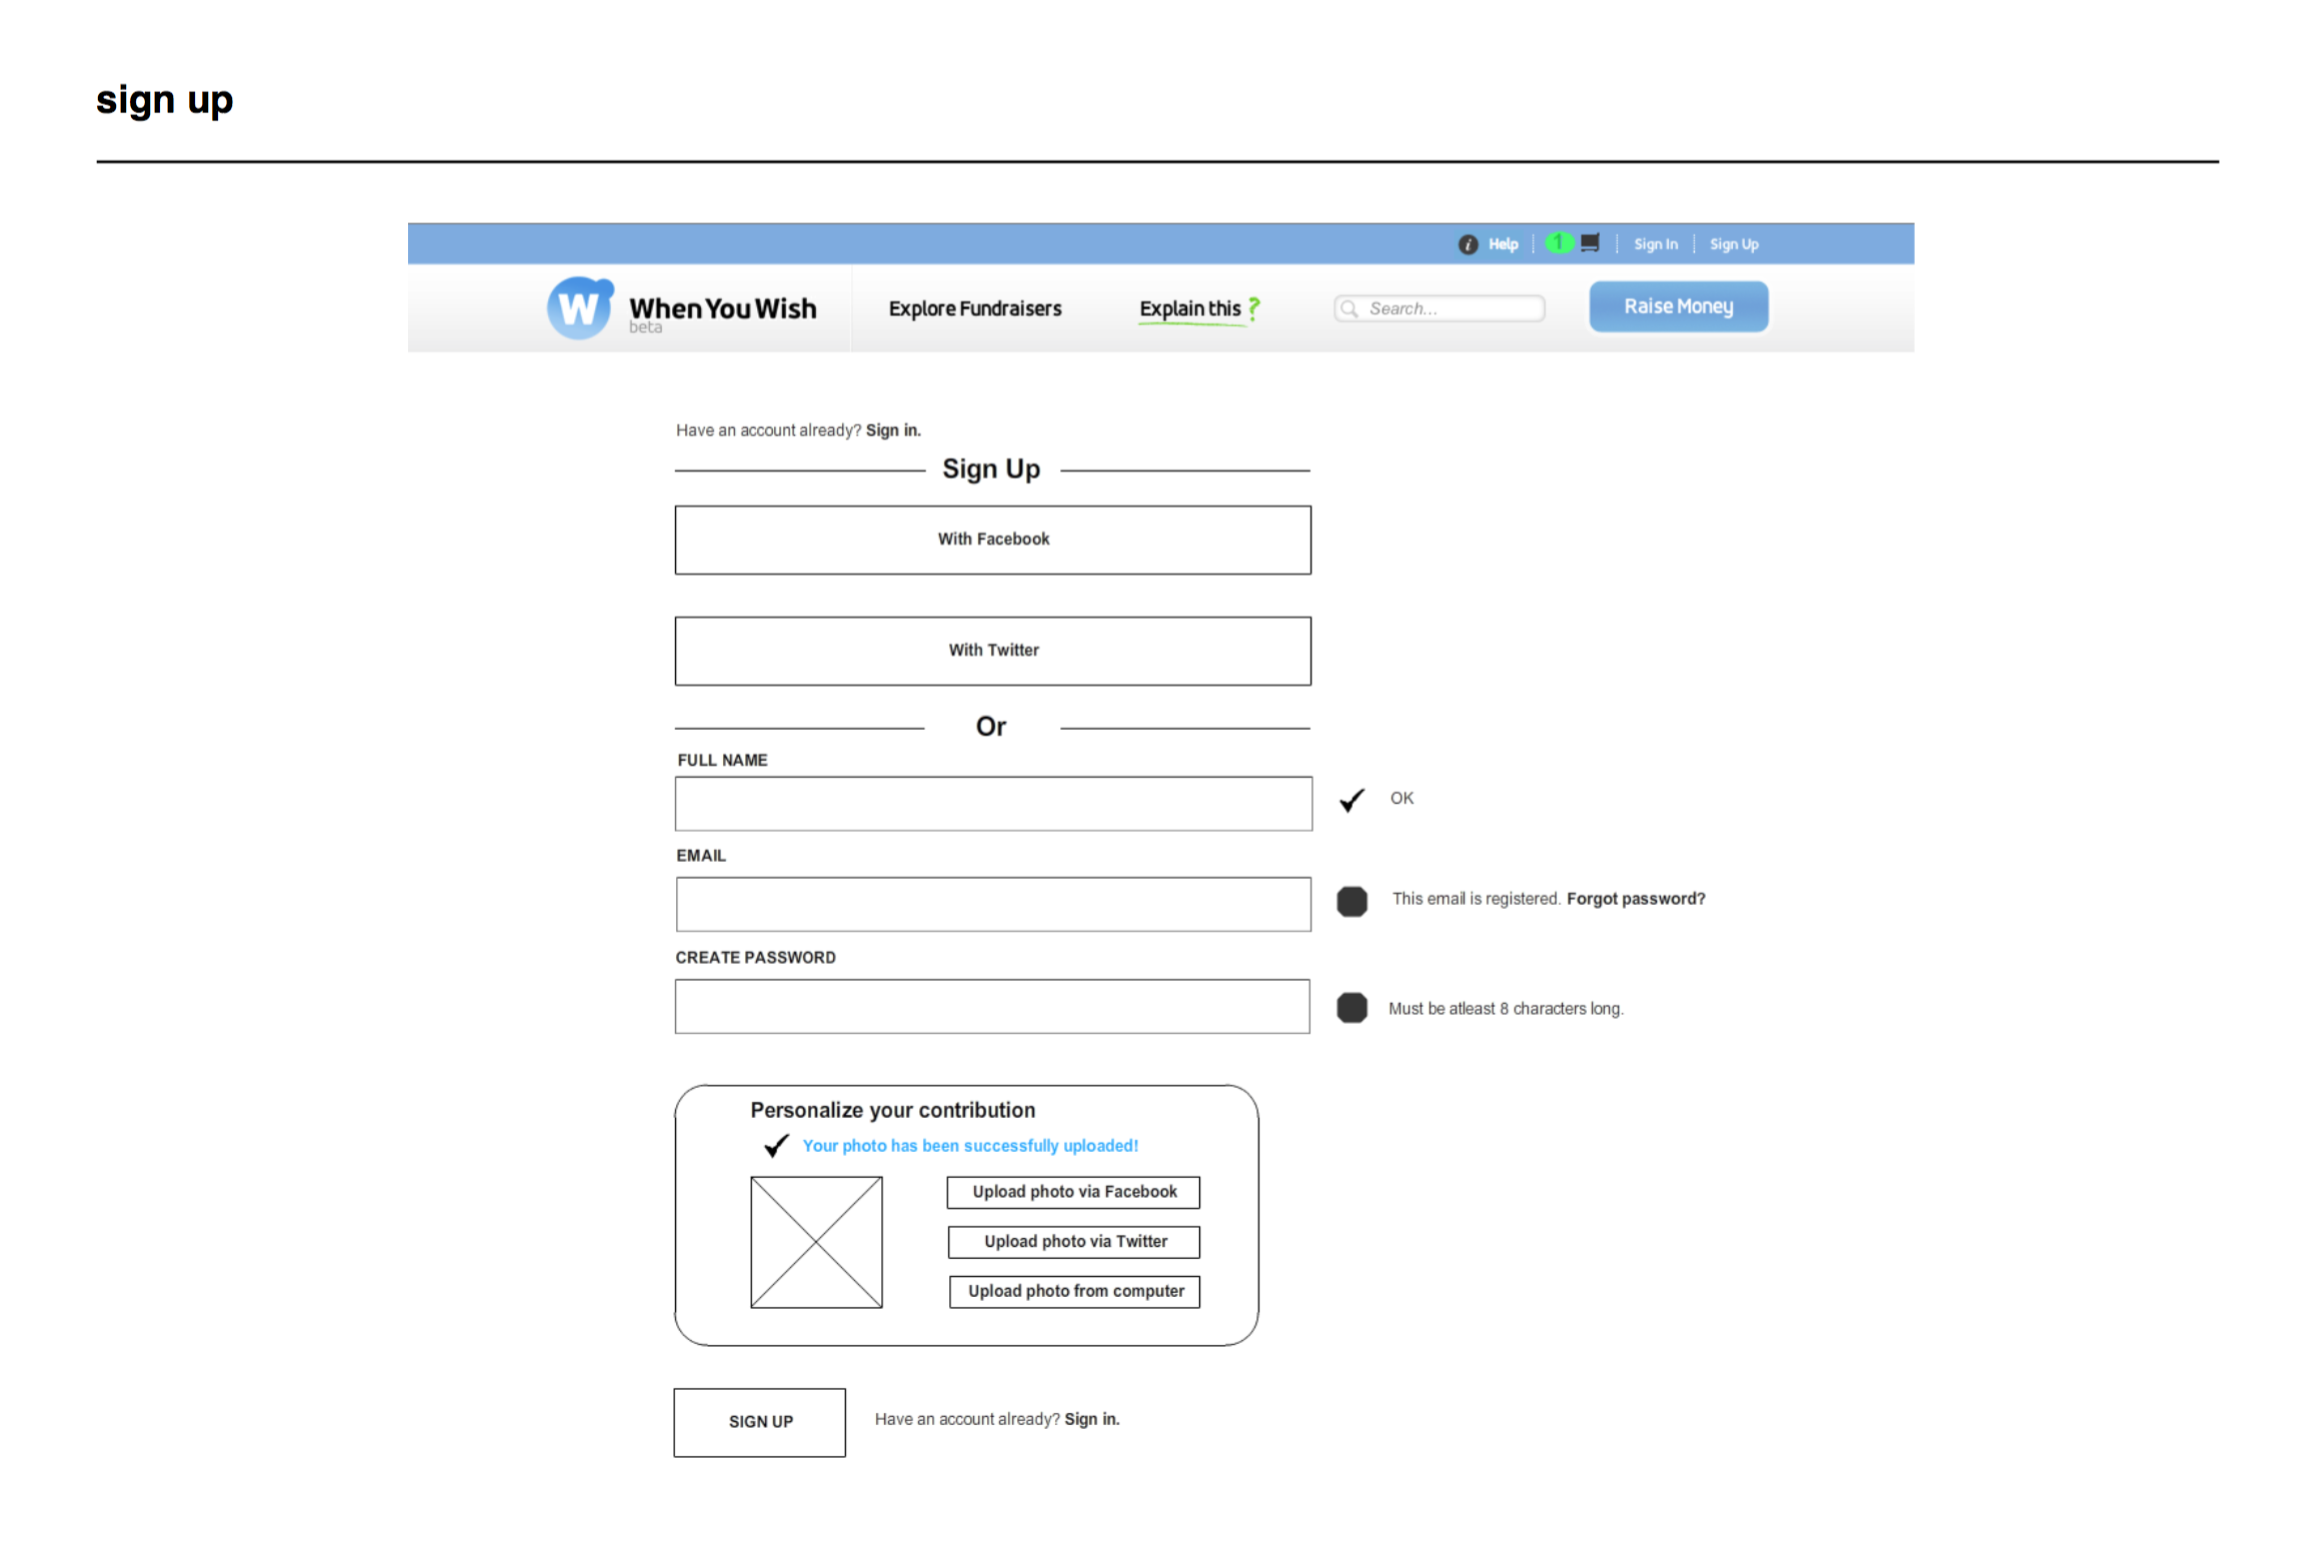 sign up
i Help 1 Sign In Sign Up
W WhenYouWish beta Explore Fundraisers Explain this ? Search... Raise Money
Have an account already? Sign in.
Sign Up
With Facebook
With Twitter
Or
FULL NAME
OK
EMAIL
This email is registered. Forgot password?
CREATE PASSWORD
Must be atleast 8 characters long.
Personalize your contribution
Your photo has been successfully uploaded!
Upload photo via Facebook
Upload photo via Twitter
Upload photo from computer
SIGN UP Have an account already? Sign in.